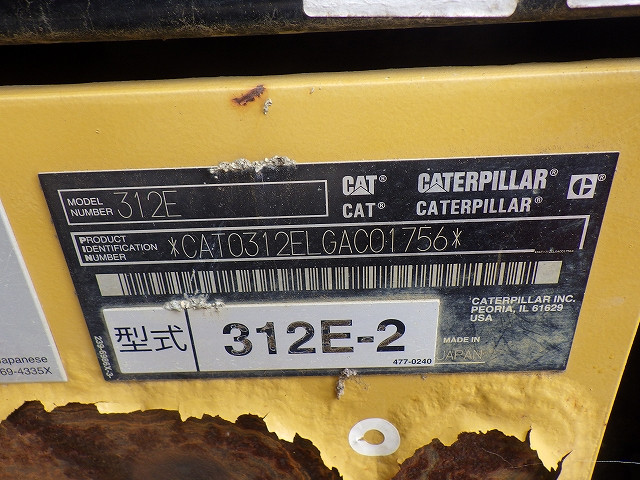 MODEL NUMBER 312E
CAT® CATERPILLAR®
CAT® CATERPILLAR®
PRODUCT IDENTIFICATION NUMBER *CAT0312ELGAC01756*
CATERPILLAR INC.
PEORIA, IL 61629
USA
型式 312E-2
477-0240
MADE IN
JAPAN
Japanese
69-4335X